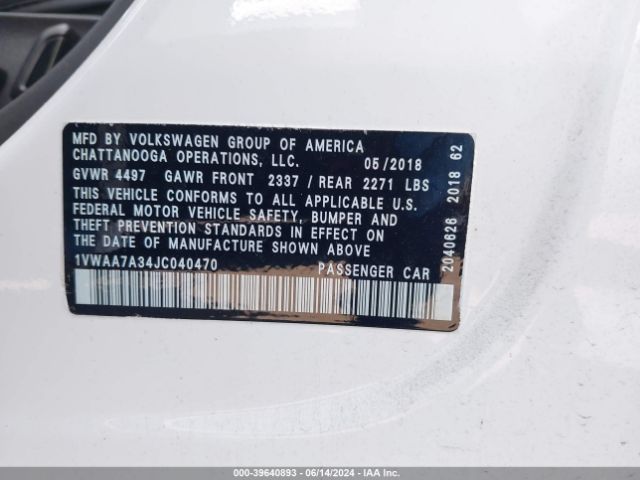 MFD BY VOLKSWAGEN GROUP OF AMERICA
CHATTANOOGA OPERATIONS, LLC. 05/2018
GVWR 4497 GAWR FRONT 2337 / REAR 2271 LBS
THIS VEHICLE CONFORMS TO ALL APPLICABLE U.S.
FEDERAL MOTOR VEHICLE SAFETY, BUMPER AND
THEFT PREVENTION STANDARDS IN EFFECT ON
THE DATE OF MANUFACTURE SHOWN ABOVE.
1VWAA7A34JC040470 PASSENGER CAR
2040626 2018 62
000-39640893 - 06/14/2024 - IAA Inc.